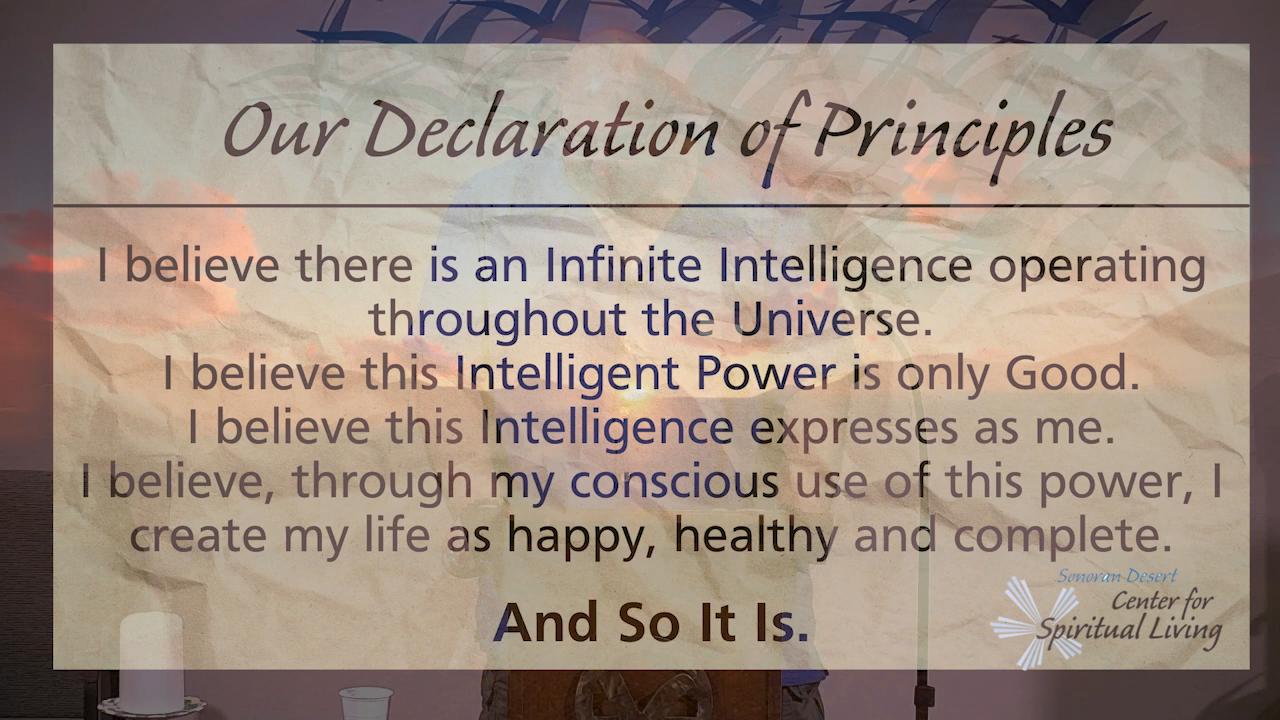 Our Declaration of Principles
I believe there is an Infinite Intelligence operating
throughout the Universe.
I believe this Intelligent Power is only Good.
I believe this Intelligence expresses as me.
I believe, through my conscious use of this power, I
create my life as happy, healthy and complete.
And So It Is.
Sonoran Desert
Center for
Spiritual Living